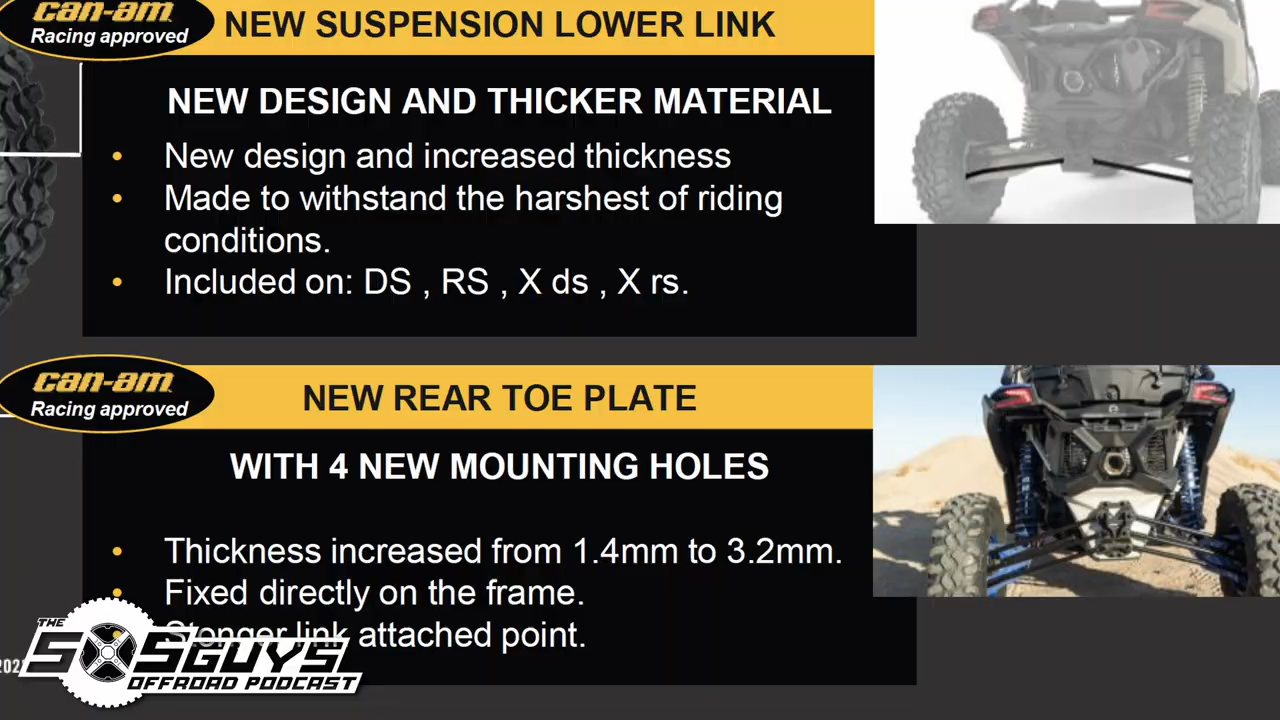 can-am
Racing approved
NEW SUSPENSION LOWER LINK
NEW DESIGN AND THICKER MATERIAL
• New design and increased thickness
• Made to withstand the harshest of riding
conditions.
• Included on: DS , RS , X ds , X rs.
can-am
Racing approved
NEW REAR TOE PLATE
WITH 4 NEW MOUNTING HOLES
• Thickness increased from 1.4mm to 3.2mm.
• Fixed directly on the frame.
• Stonger link attached point.
THE
SXSGUYS
OFFROAD PODCAST